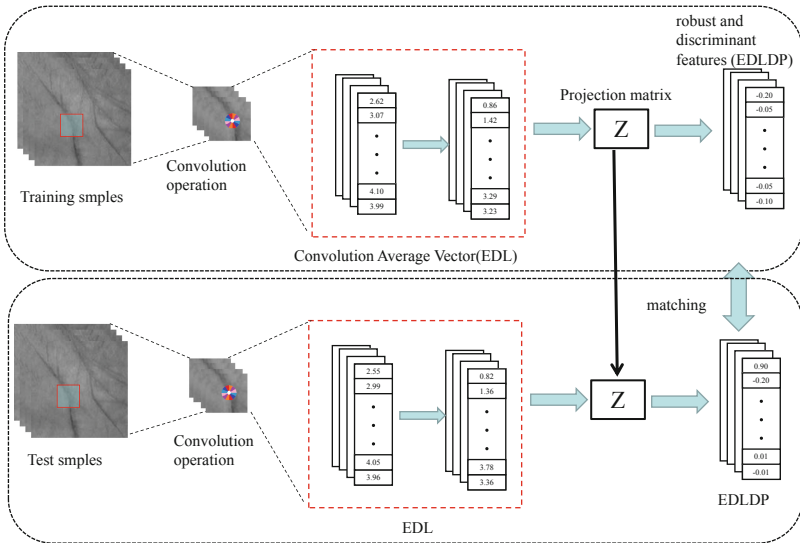 robust and
discriminant
features (EDLDP)
Projection matrix
2.62
3.07
4.10
3.99
0.86
1.42
3.29
3.23
Z
-0.20
-0.05
-0.05
-0.10
Convolution
operation
Training smples
Convolution Average Vector(EDL)
matching
2.55
2.99
4.05
3.96
0.82
1.36
3.78
3.36
Z
0.90
-0.20
0.01
-0.01
Convolution
operation
Test smples
EDL
EDLDP